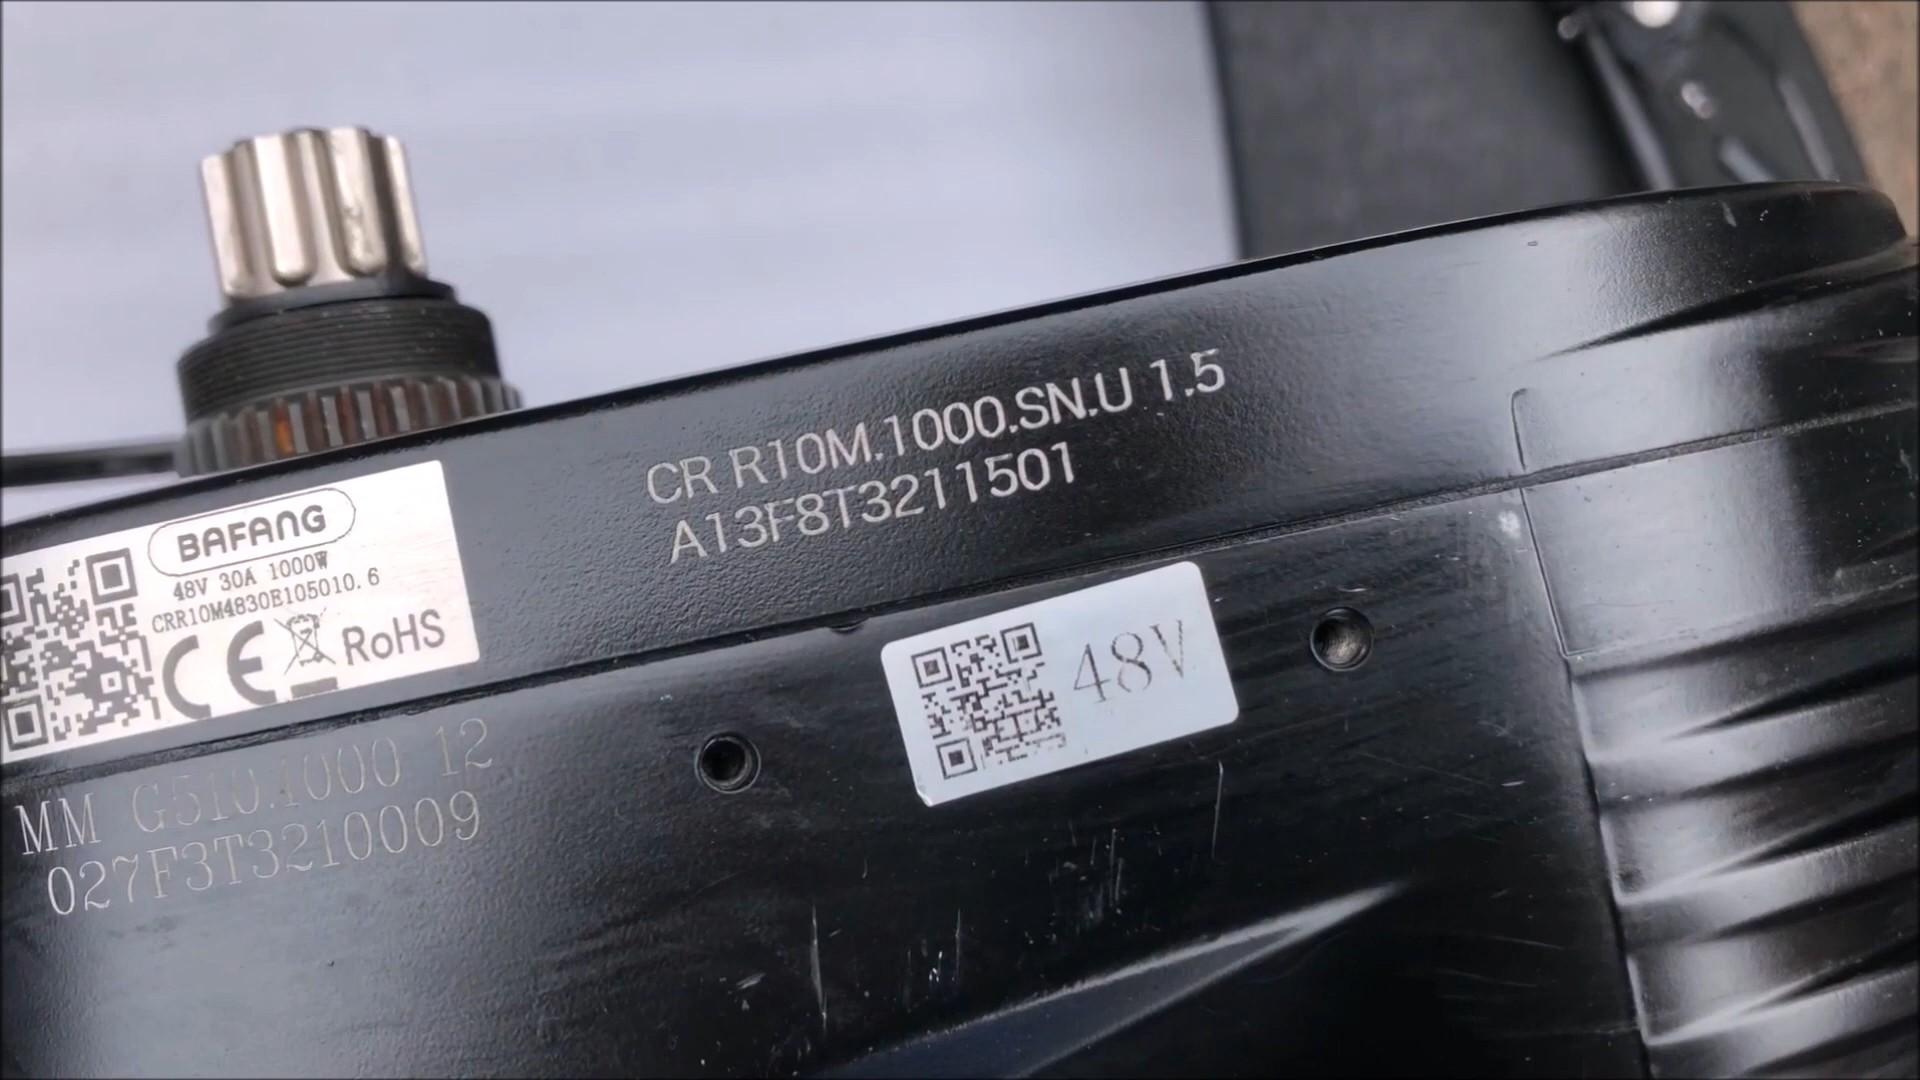 BAFANG
48V 30A 1000W
CRR10M4830E105010.6
CE RoHS
CR R10M.1000.SN.U 1.5
A13F8T3211501
48V
MM G510.1000 12
027F3T3210009